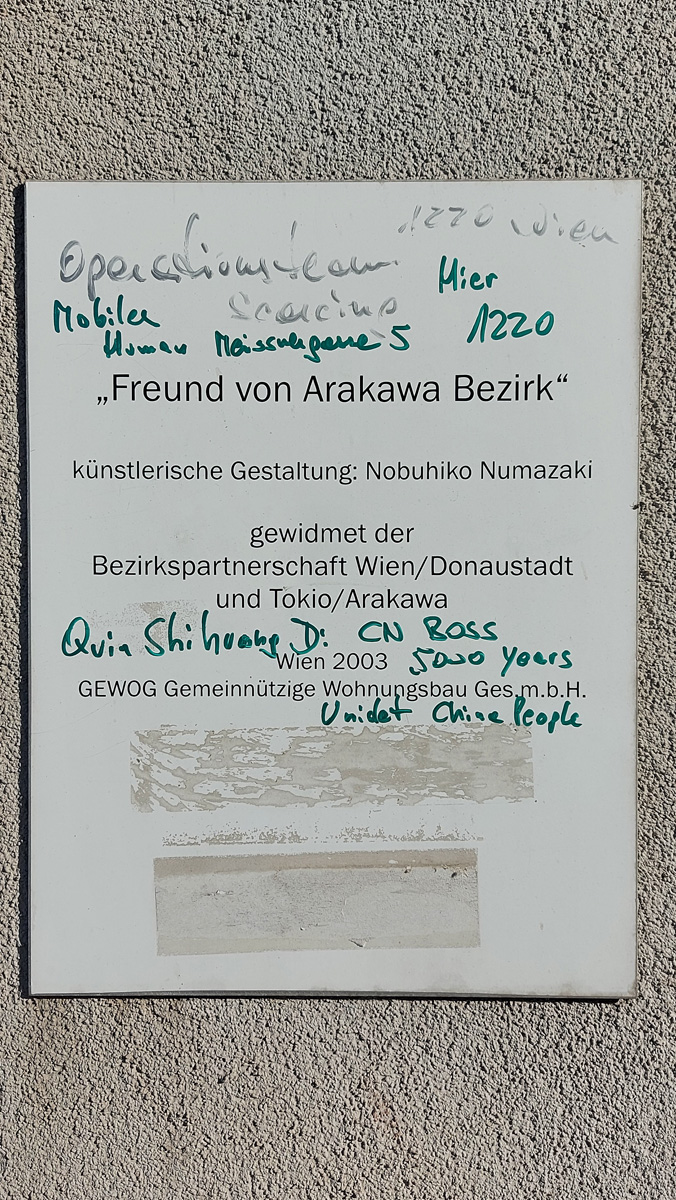 1220 Wien
Operationsteam
Hier
Mobiler
1220
Human Meissnergasse 5
„Freund von Arakawa Bezirk“
künstlerische Gestaltung: Nobuhiko Numazaki
gewidmet der
Bezirkspartnerschaft Wien/Donaustadt
und Tokio/Arakawa
Quin Shihuang Di CN BOSS
Wien 2003 5000 years
GEWOG Gemeinnützige Wohnungsbau Ges.m.b.H.
Unidet China People